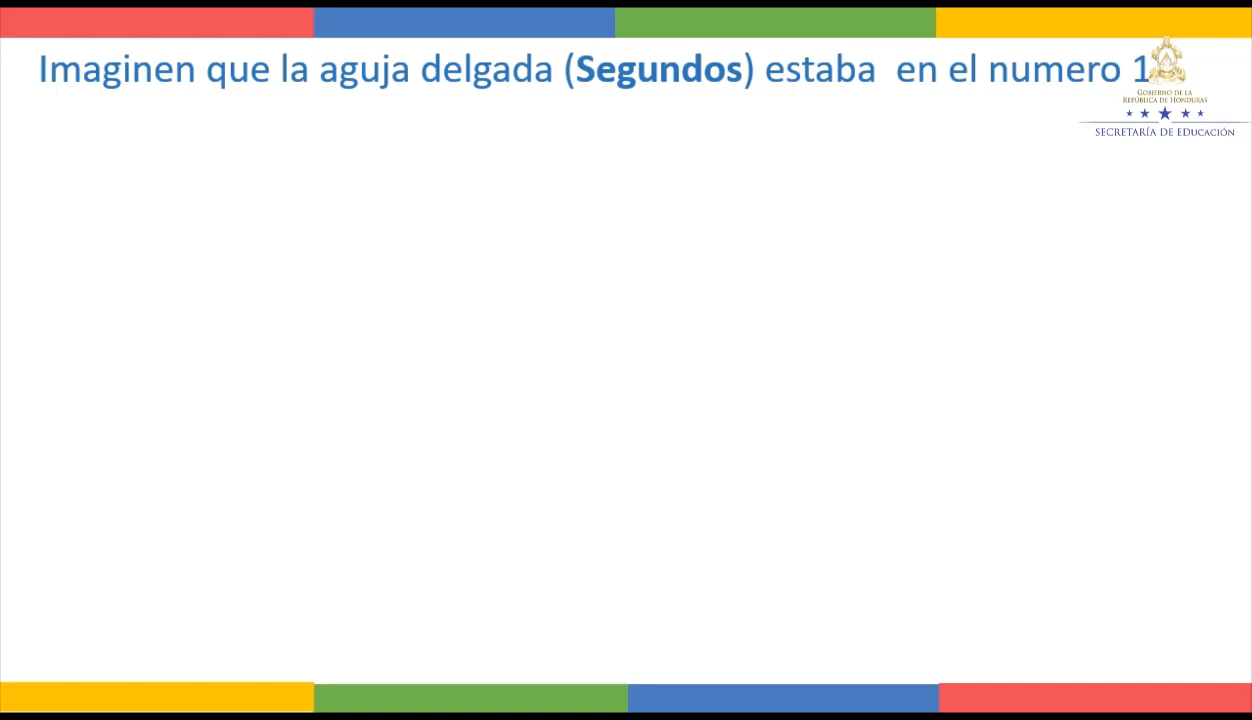 Imaginen que la aguja delgada (Segundos) estaba en el numero 1
GOBIERNO DE LA
REPÚBLICA DE HONDURAS
SECRETARÍA DE EDUCACIÓN